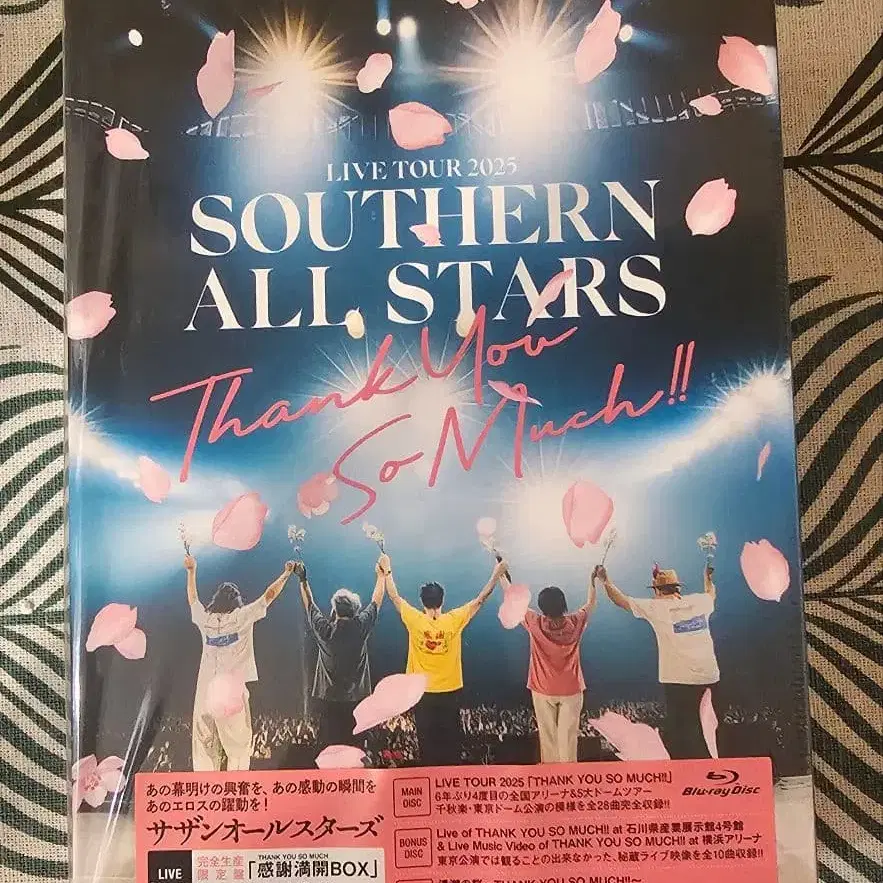 LIVE TOUR 2025
SOUTHERN
ALL STARS
Thank You
So Much!!
あの幕明けの興奮を、あの感動の瞬間を
あのエロスの躍動を!
サザンオールスターズ
LIVE
完全生産
限定盤
THANK YOU SO MUCH
「感謝満開BOX」
MAIN
DISC
LIVE TOUR 2025「THANK YOU SO MUCH!!」
6年ぶり4度目の全国アリーナ&5大ドームツアー
千秋楽・東京ドーム公演の模様を全28曲完全収録!!
Blu-ray Disc
BONUS
DISC
Live of THANK YOU SO MUCH!! at 石川県産業展示館4号館
& Live Music Video of THANK YOU SO MUCH!! at 横浜アリーナ
東京公演では観ることの出来なかった、秘蔵ライブ映像を全10曲収録!!
THANK YOU SO MUCH!!~